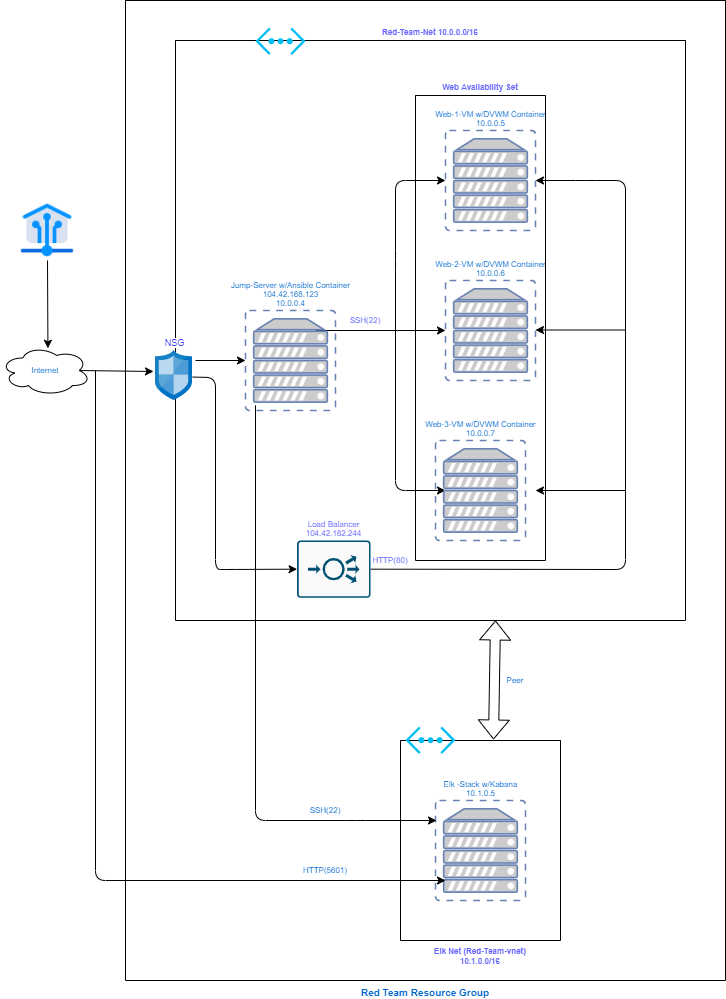 Red-Team-Net 10.0.0.0/16
Web Availability Set
Web-1-VM w/DVWM Container
10.0.0.5
Web-2-VM w/DVWM Container
10.0.0.6
Jump-Server w/Ansible Container
104.42.168.123
10.0.0.4
SSH(22)
NSG
Internet
Web-3-VM w/DVWM Container
10.0.0.7
Load Balancer
104.42.182.244
HTTP(80)
Peer
Elk -Stack w/Kabana
10.1.0.5
SSH(22)
HTTP(5601)
Elk Net (Red-Team-vnet)
10.1.0.0/16
Red Team Resource Group